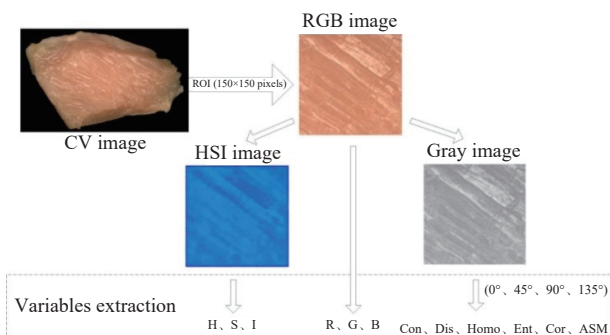 RGB image
ROI (150×150 pixels)
CV image
HSI image
Gray image
(0°、45°、90°、135°)
Variables extraction
H、S、I
R、G、B
Con、Dis、Homo、Ent、Cor、ASM